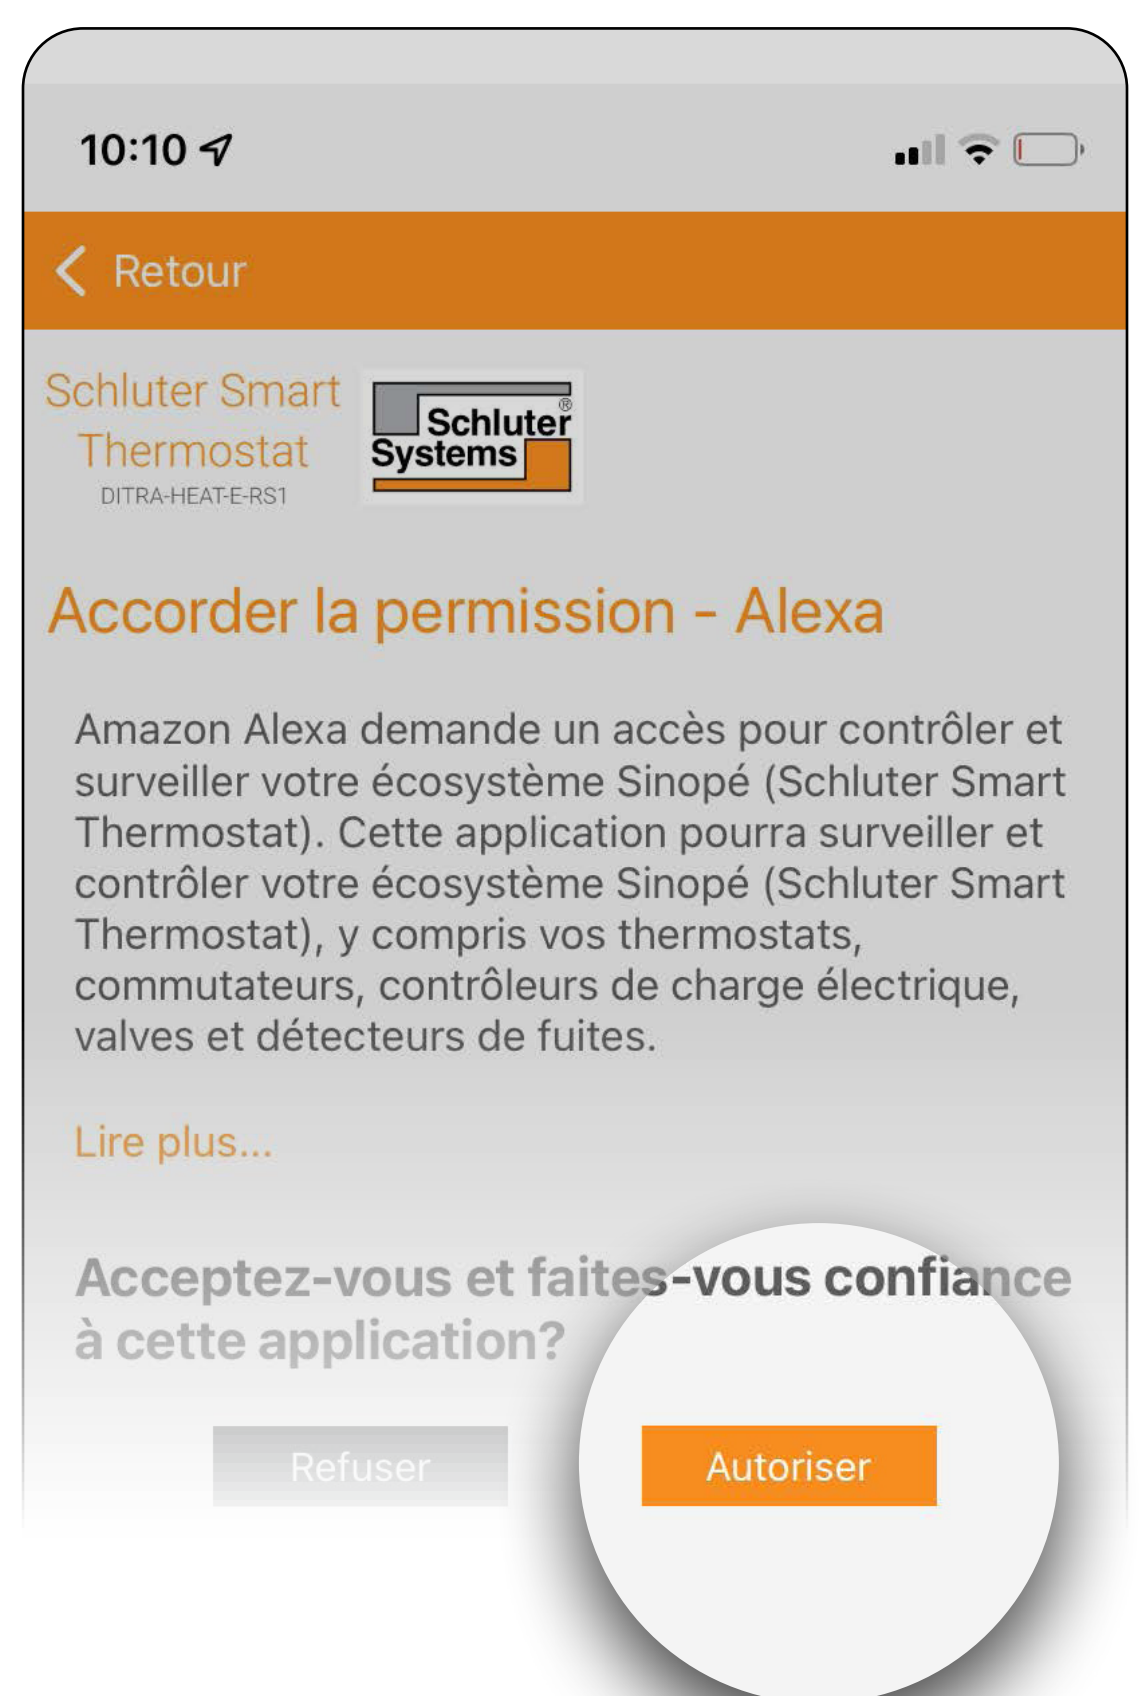 10:10
Retour
Schluter Smart
Thermostat
DITRA-HEAT-E-RS1
Schluter®
Systems
Accorder la permission - Alexa
Amazon Alexa demande un accès pour contrôler et
surveiller votre écosystème Sinopé (Schluter Smart
Thermostat). Cette application pourra surveiller et
contrôler votre écosystème Sinopé (Schluter Smart
Thermostat), y compris vos thermostats,
commutateurs, contrôleurs de charge électrique,
valves et détecteurs de fuites.
Lire plus...
Acceptez-vous et faites-vous confiance
à cette application?
Refuser
Autoriser